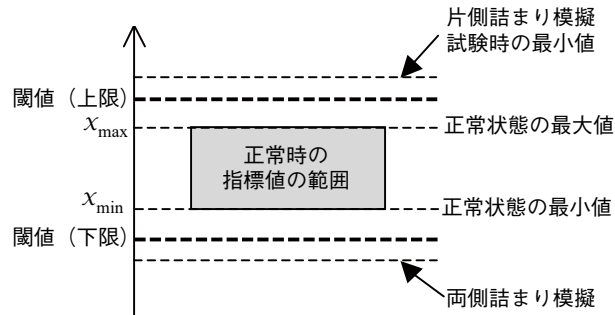 片側詰まり模擬
試験時の最小値
閾値（上限）
x_max
正常状態の最大値
正常時の
指標値の範囲
x_min
正常状態の最小値
閾値（下限）
両側詰まり模擬